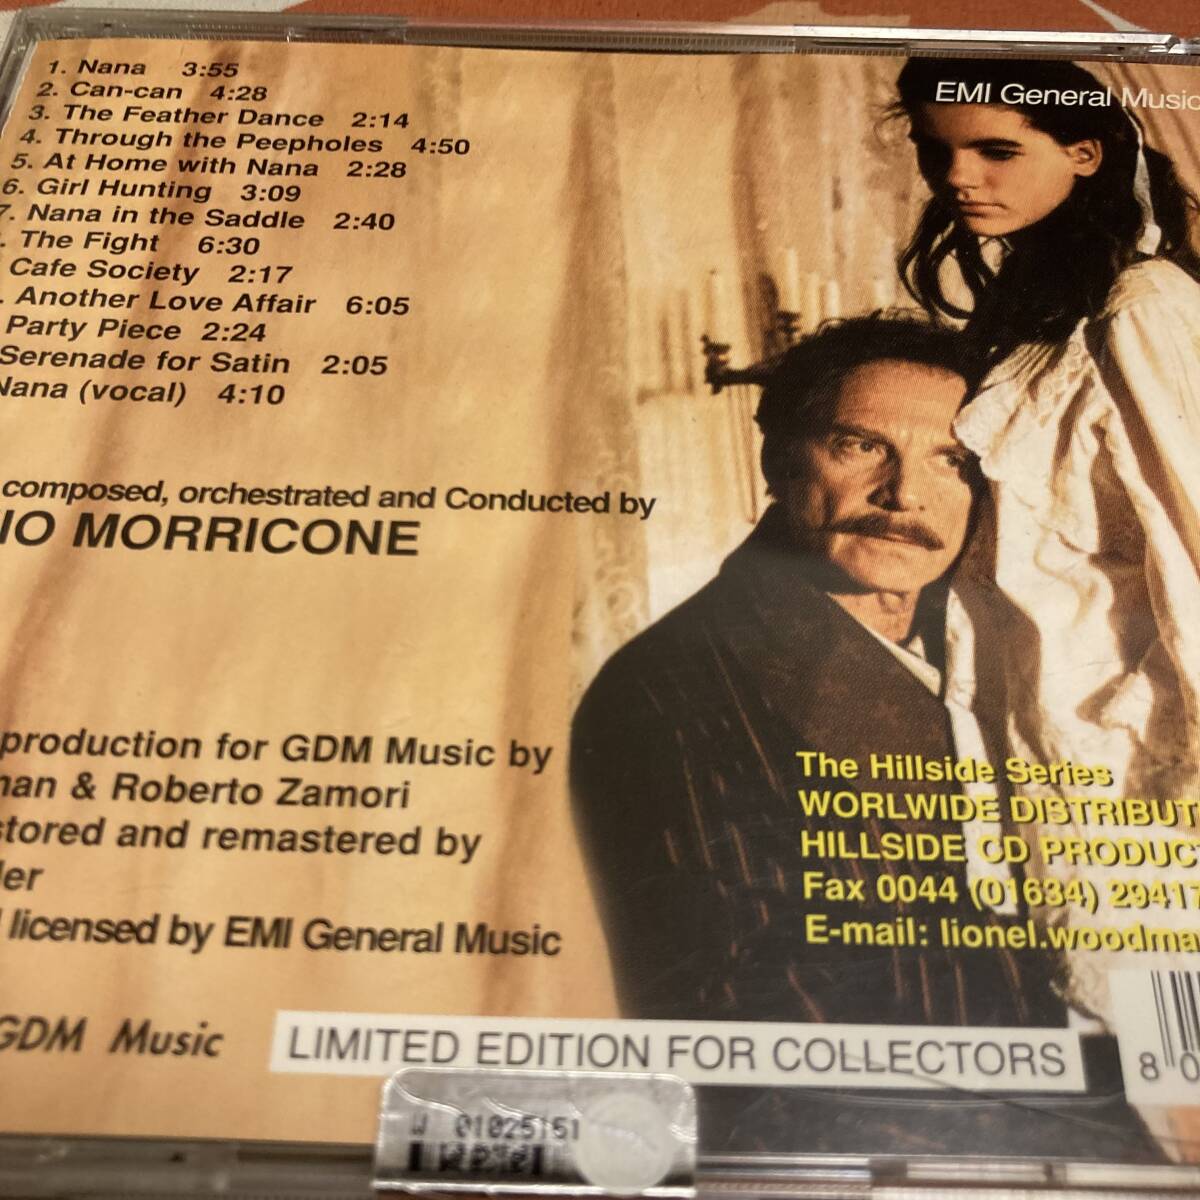 1. Nana 3:55
2. Can-can 4:28
3. The Feather Dance 2:14
4. Through the Peepholes 4:50
5. At Home with Nana 2:28
6. Girl Hunting 3:09
7. Nana in the Saddle 2:40
. The Fight 6:30
Cafe Society 2:17
. Another Love Affair 6:05
Party Piece 2:24
Serenade for Satin 2:05
Nana (vocal) 4:10
EMI General Music
composed, orchestrated and Conducted by
IO MORRICONE
production for GDM Music by
man & Roberto Zamori
stored and remastered by
ler
licensed by EMI General Music
GDM Music
LIMITED EDITION FOR COLLECTORS
The Hillside Series
WORLWIDE DISTRIBUT
HILLSIDE CD PRODUCT
Fax 0044 (01634) 29417
E-mail: lionel.woodma
80
W 01025151